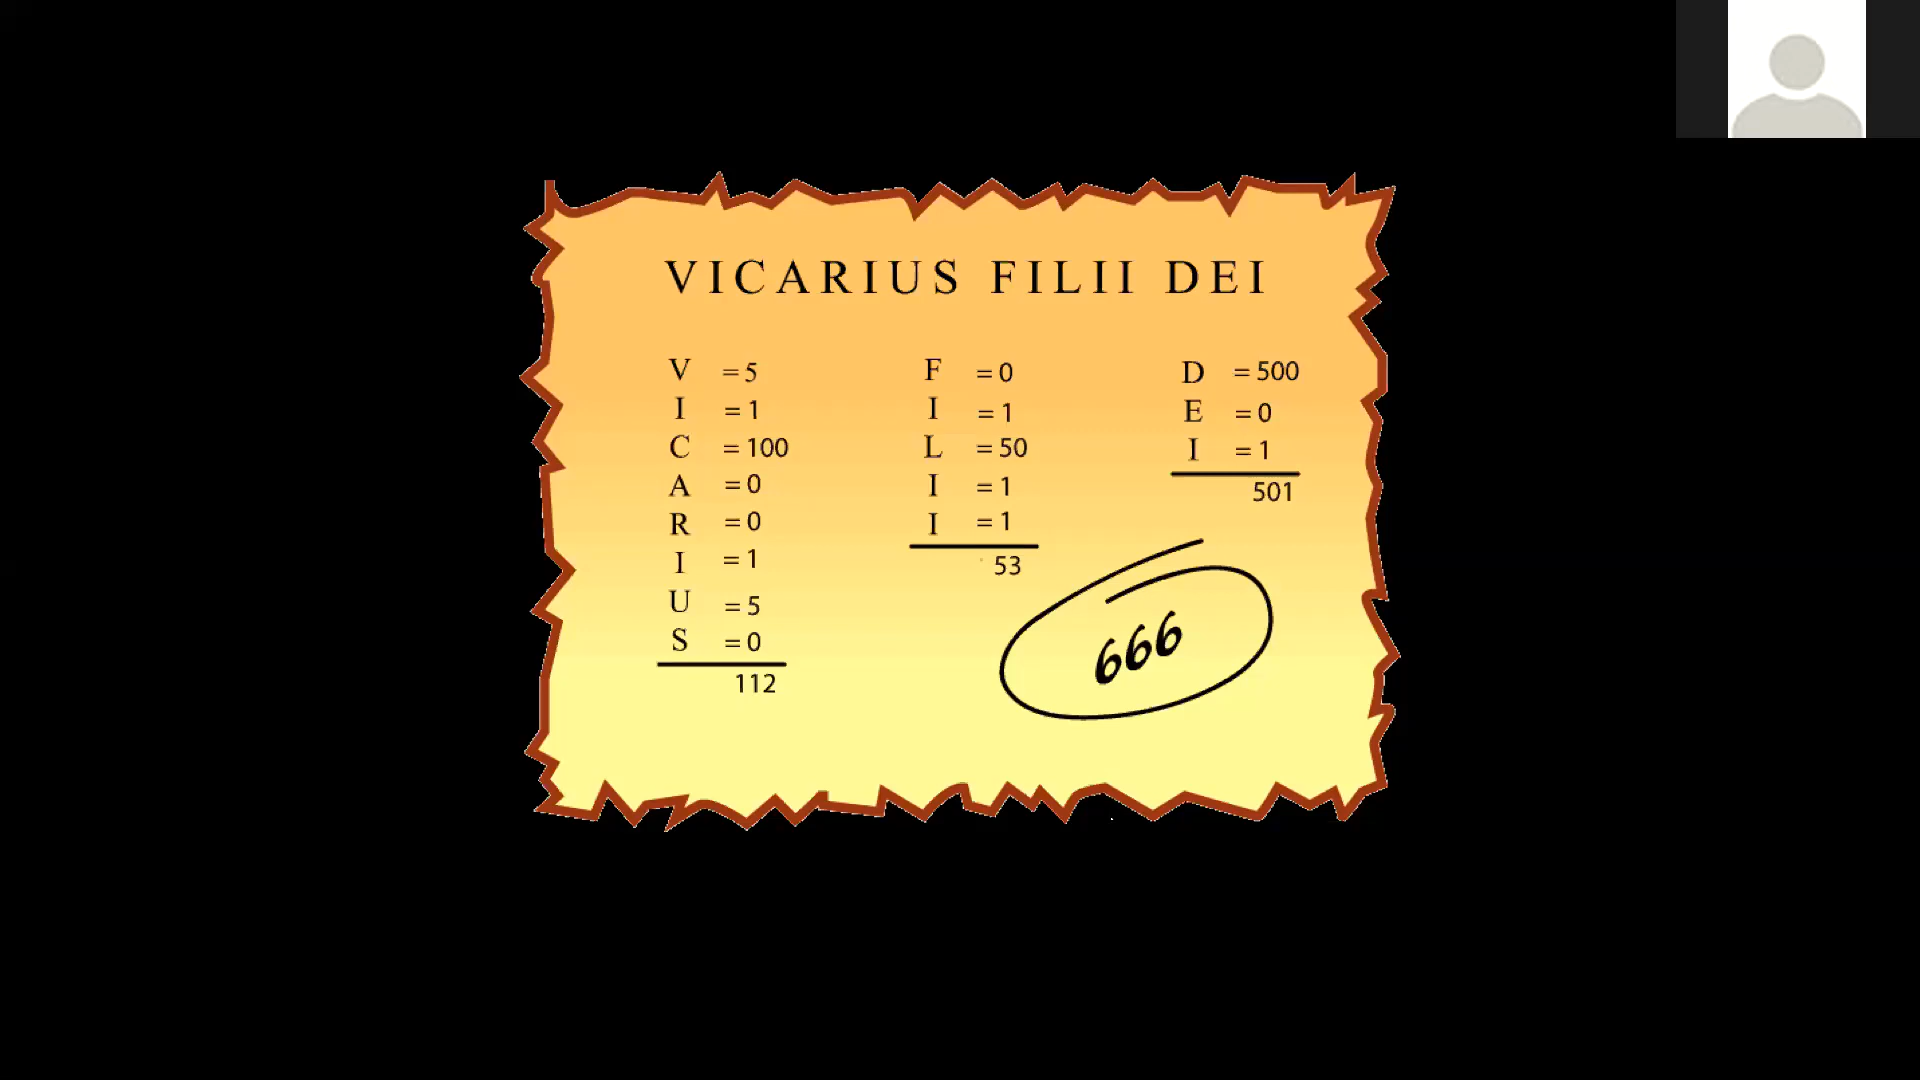 VICARIUS FILII DEI
V = 5
I = 1
C = 100
A = 0
R = 0
I = 1
U = 5
S = 0
112
F = 0
I = 1
L = 50
I = 1
I = 1
53
D = 500
E = 0
I = 1
501
666